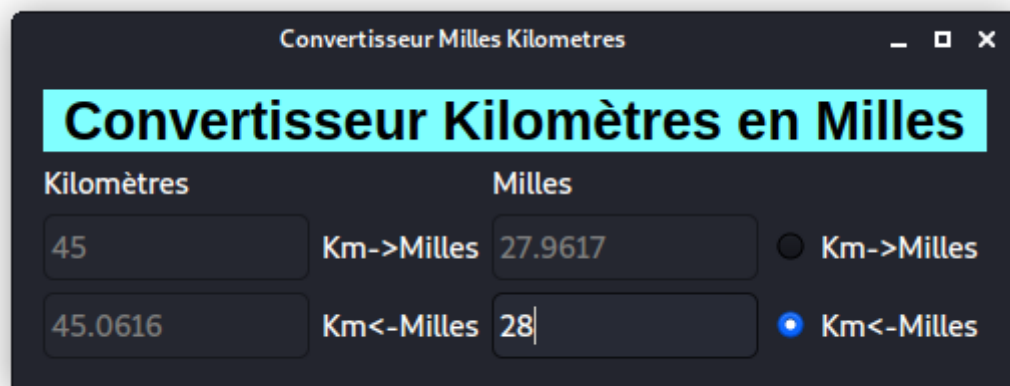 Convertisseur Milles Kilometres
Convertisseur Kilomètres en Milles
Kilomètres Milles
45 Km->Milles 27.9617 Km->Milles
45.0616 Km<-Milles 28 Km<-Milles